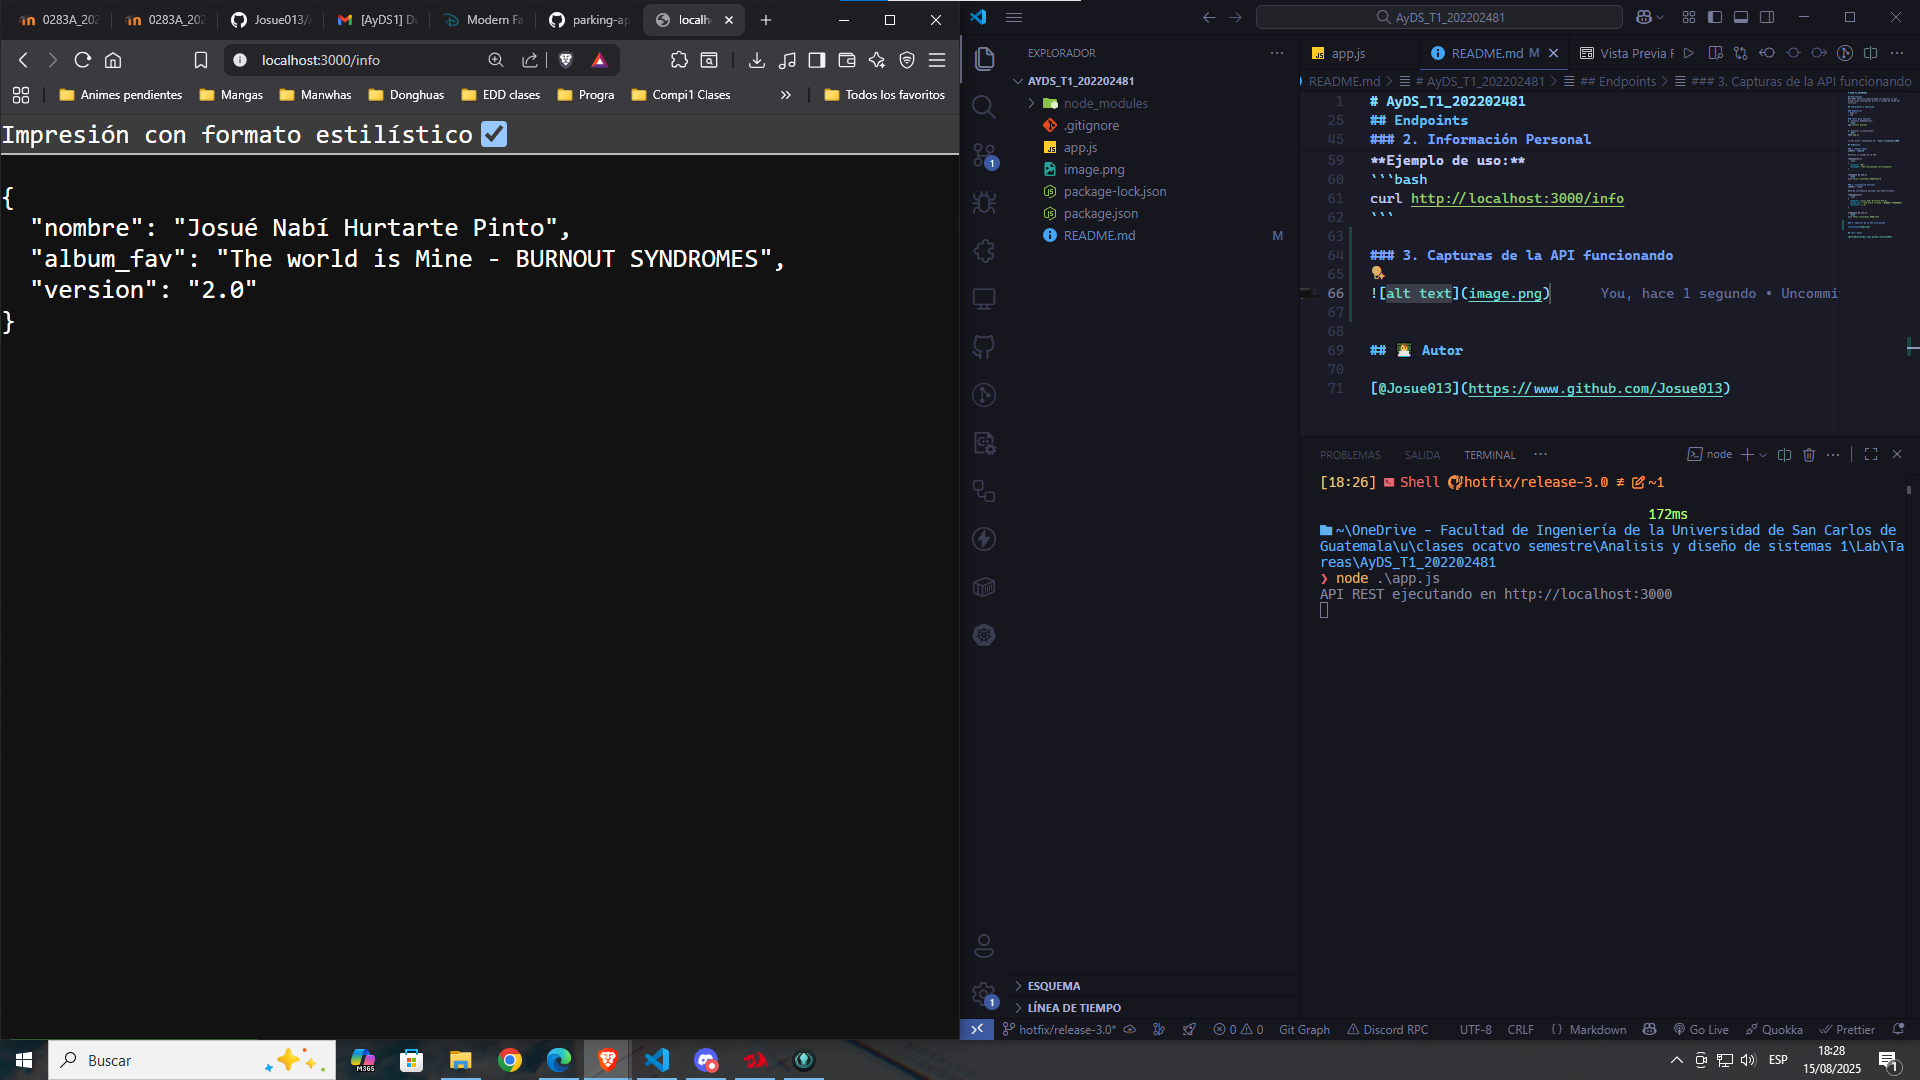 0283A_202
0283A_202
Josue013/A
[AyDS1] Du
Modern Fa
parking-ap
localh
localhost:3000/info
Animes pendientes
Mangas
Manwhas
Donghuas
EDD clases
Progra
Compi1 Clases
Todos los favoritos
Impresión con formato estilístico
{
"nombre": "Josué Nabí Hurtarte Pinto",
"album_fav": "The world is Mine - BURNOUT SYNDROMES",
"version": "2.0"
}
AyDS_T1_202202481
EXPLORADOR
AYDS_T1_202202481
node_modules
.gitignore
app.js
image.png
package-lock.json
package.json
README.md M
ESQUEMA
LÍNEA DE TIEMPO
app.js
README.md M
Vista Previa R
README.md > # AyDS_T1_202202481 > ## Endpoints > ### 3. Capturas de la API funcionando
1 # AyDS_T1_202202481
25 ## Endpoints
45 ### 2. Información Personal
59 **Ejemplo de uso:**
60 ```bash
61 curl http://localhost:3000/info
62 ```
63
64 ### 3. Capturas de la API funcionando
65
66 ![alt text](image.png) You, hace 1 segundo • Uncommi
67
68
69 ## 👨‍💻 Autor
70
71 [@Josue013](https://www.github.com/Josue013)
PROBLEMAS
SALIDA
TERMINAL
node
[18:26] Shell hotfix/release-3.0 ≢ ~1
172ms
~\OneDrive - Facultad de Ingeniería de la Universidad de San Carlos de
Guatemala\u\clases ocatvo semestre\Analisis y diseño de sistemas 1\Lab\Ta
reas\AyDS_T1_202202481
❯ node .\app.js
API REST ejecutando en http://localhost:3000
hotfix/release-3.0*
0
0
Git Graph
Discord RPC
UTF-8
CRLF
{} Markdown
Go Live
Quokka
Prettier
Buscar
M365
ESP
18:28
15/08/2025
1